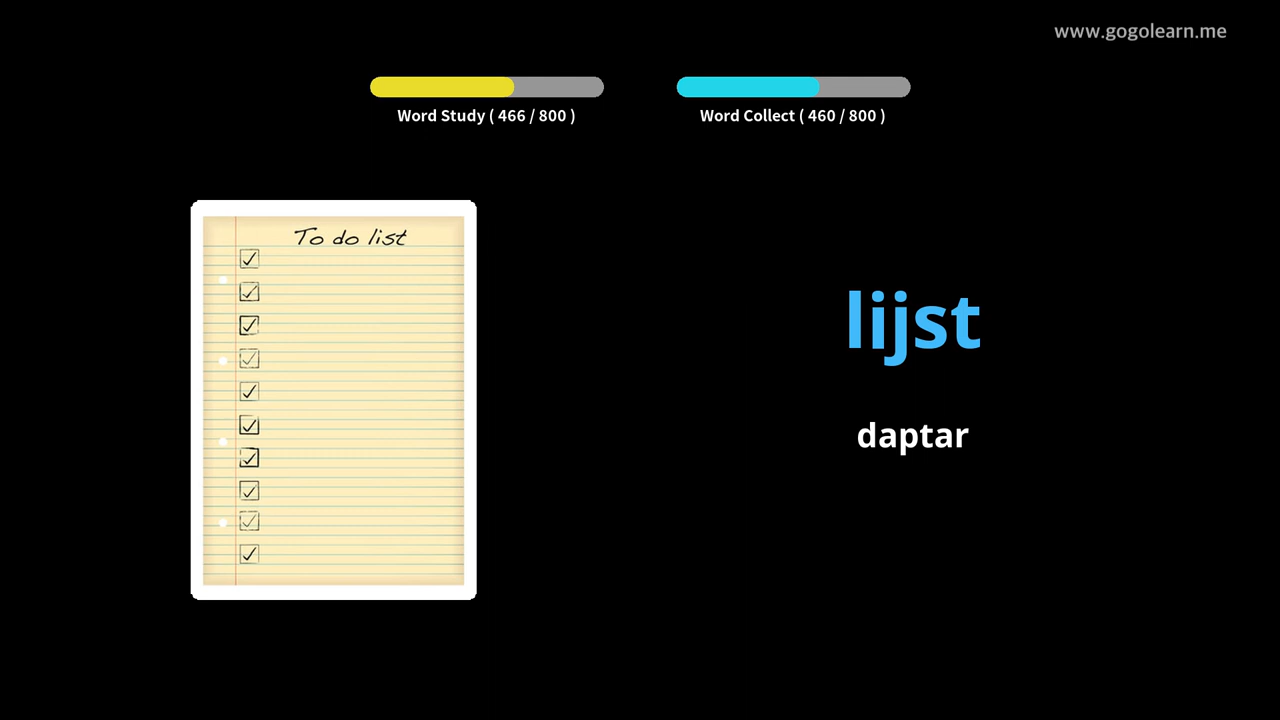 www.gogolearn.me
Word Study ( 466 / 800 )
Word Collect ( 460 / 800 )
To do list
lijst
daptar